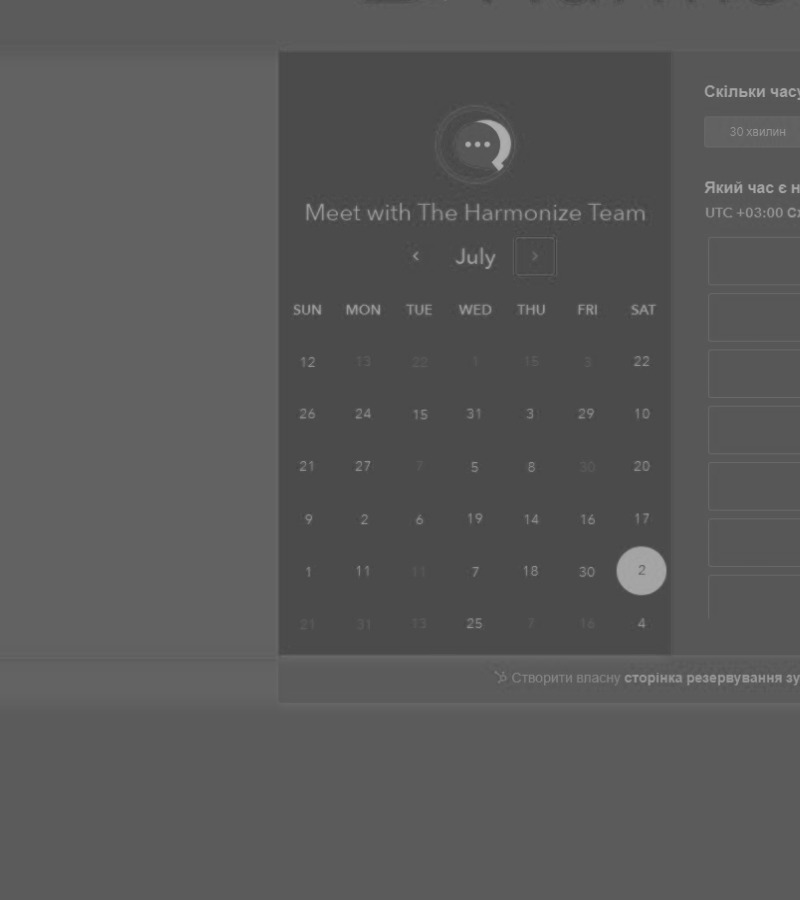 Meet with The Harmonize Team
‹ July ›
SUN MON TUE WED THU FRI SAT
12 13 22 1 15 3 22
26 24 15 31 3 29 10
21 27 7 5 8 30 20
9 2 6 19 14 16 17
1 11 11 7 18 30 2
21 31 13 25 7 16 4
Скільки часу
30 хвилин
Який час є н
UTC +03:00 Сх
Створити власну сторінка резервування зу